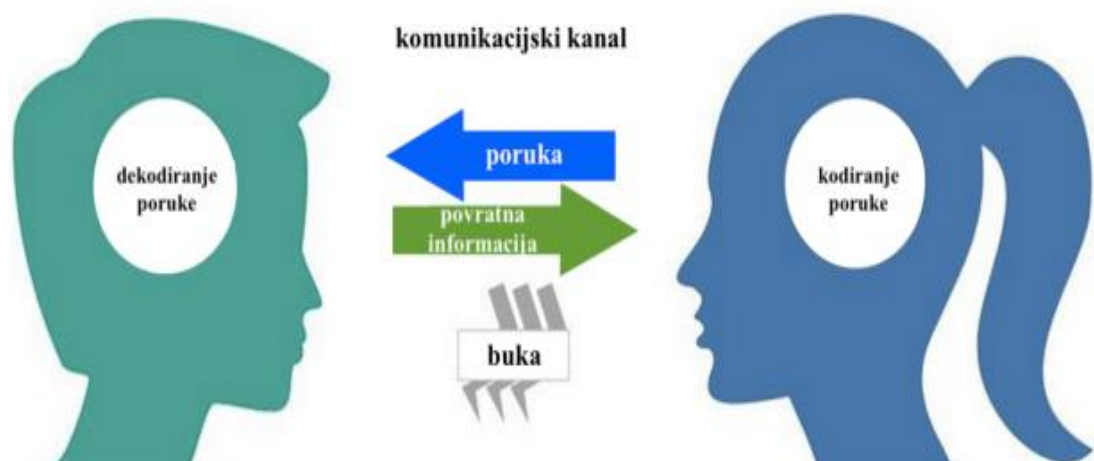 komunikacijski kanal
dekodiranje
poruke
poruka
povratna
informacija
kodiranje
poruke
buka